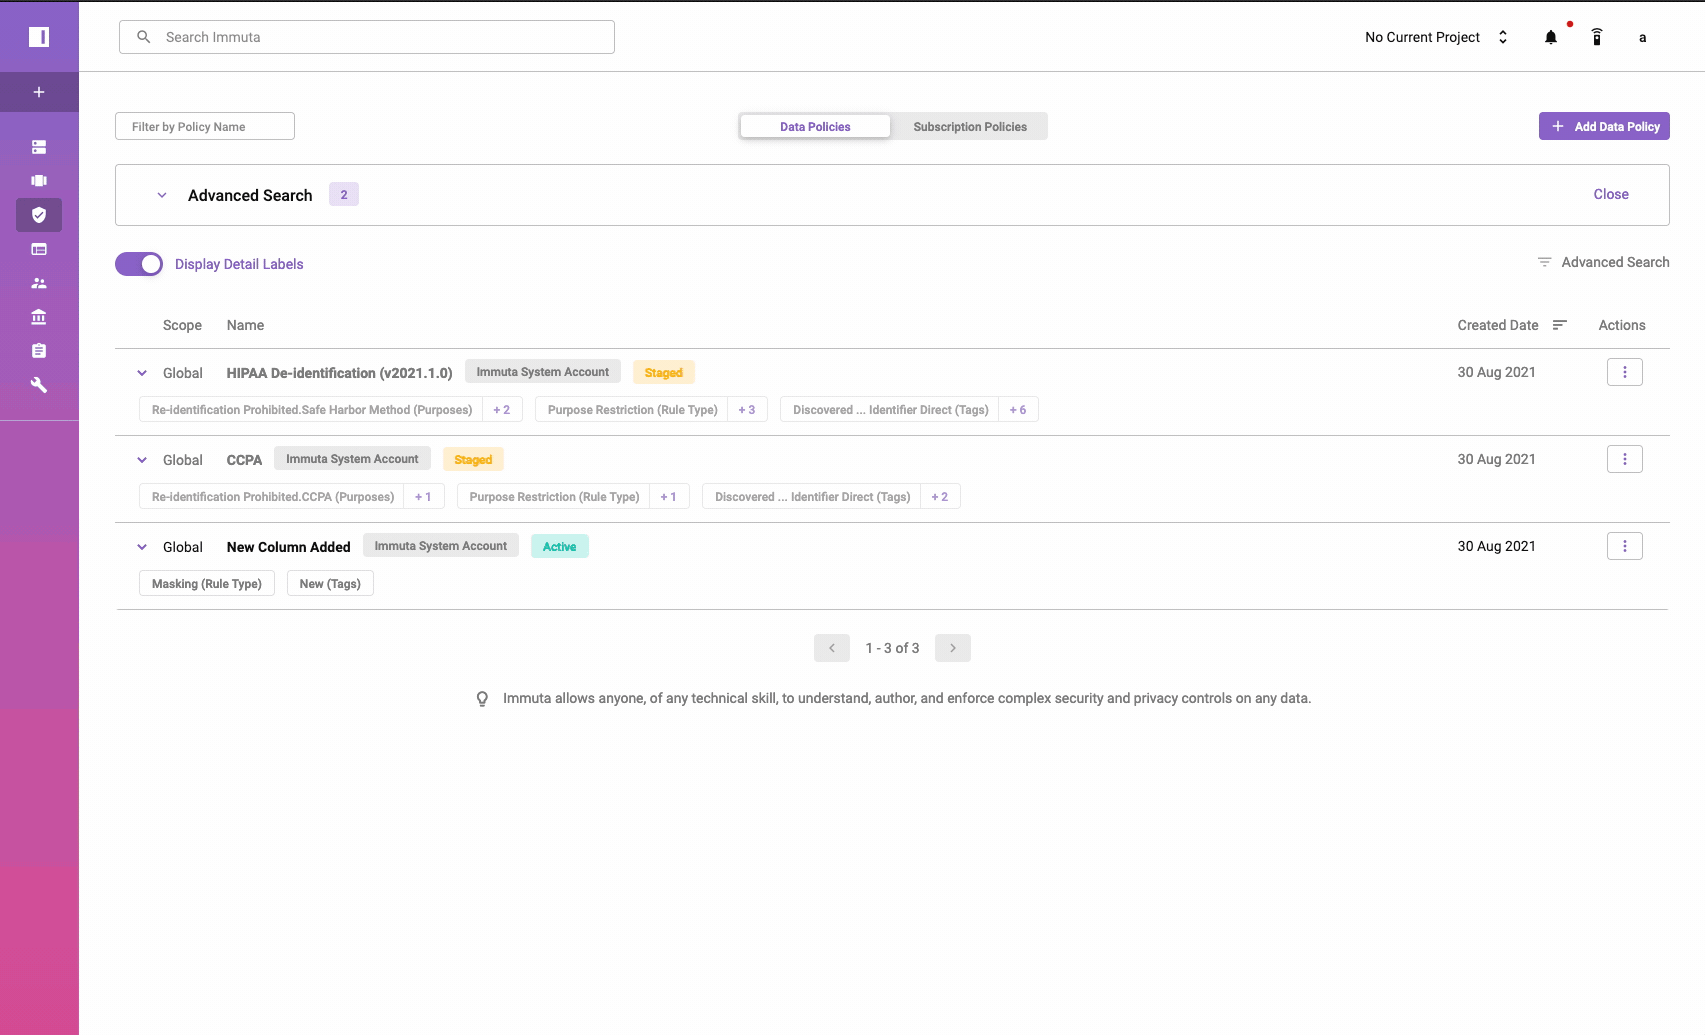 Search Immuta
No Current Project
a
Filter by Policy Name
Data Policies
Subscription Policies
+ Add Data Policy
Advanced Search
2
Close
Display Detail Labels
Advanced Search
Scope
Name
Created Date
Actions
Global
HIPAA De-identification (v2021.1.0)
Immuta System Account
Staged
30 Aug 2021
Re-identification Prohibited.Safe Harbor Method (Purposes)
+ 2
Purpose Restriction (Rule Type)
+ 3
Discovered ... Identifier Direct (Tags)
+ 6
Global
CCPA
Immuta System Account
Staged
30 Aug 2021
Re-identification Prohibited.CCPA (Purposes)
+ 1
Purpose Restriction (Rule Type)
+ 1
Discovered ... Identifier Direct (Tags)
+ 2
Global
New Column Added
Immuta System Account
Active
30 Aug 2021
Masking (Rule Type)
New (Tags)
1 - 3 of 3
Immuta allows anyone, of any technical skill, to understand, author, and enforce complex security and privacy controls on any data.